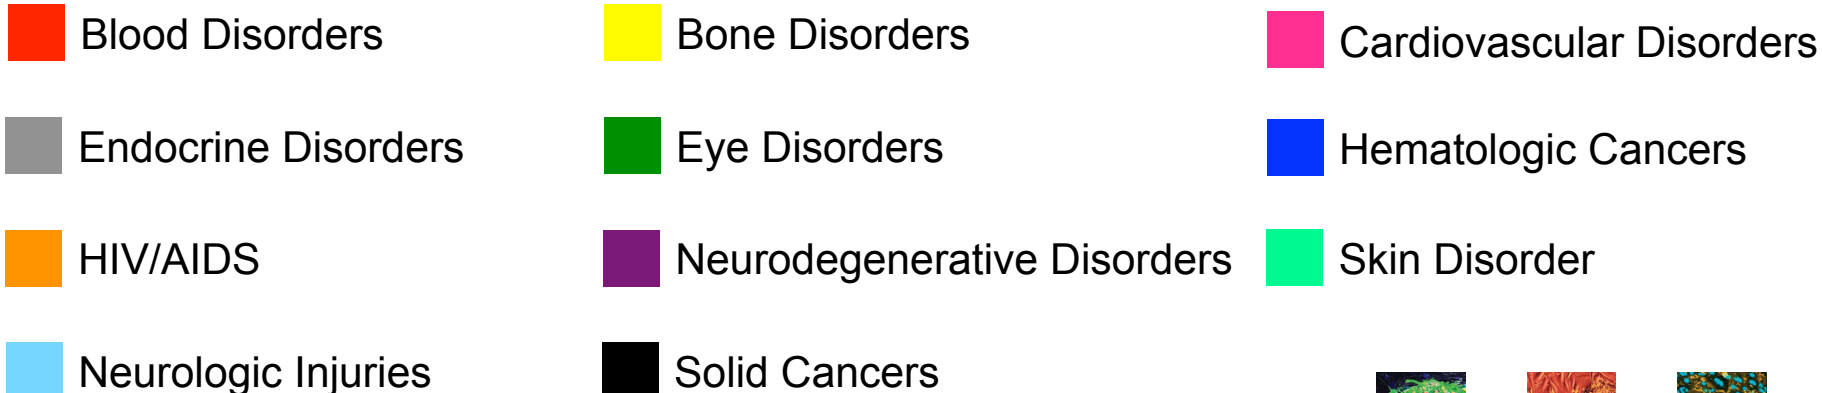 Blood Disorders
Bone Disorders
Cardiovascular Disorders
Endocrine Disorders
Eye Disorders
Hematologic Cancers
HIV/AIDS
Neurodegenerative Disorders
Skin Disorder
Neurologic Injuries
Solid Cancers